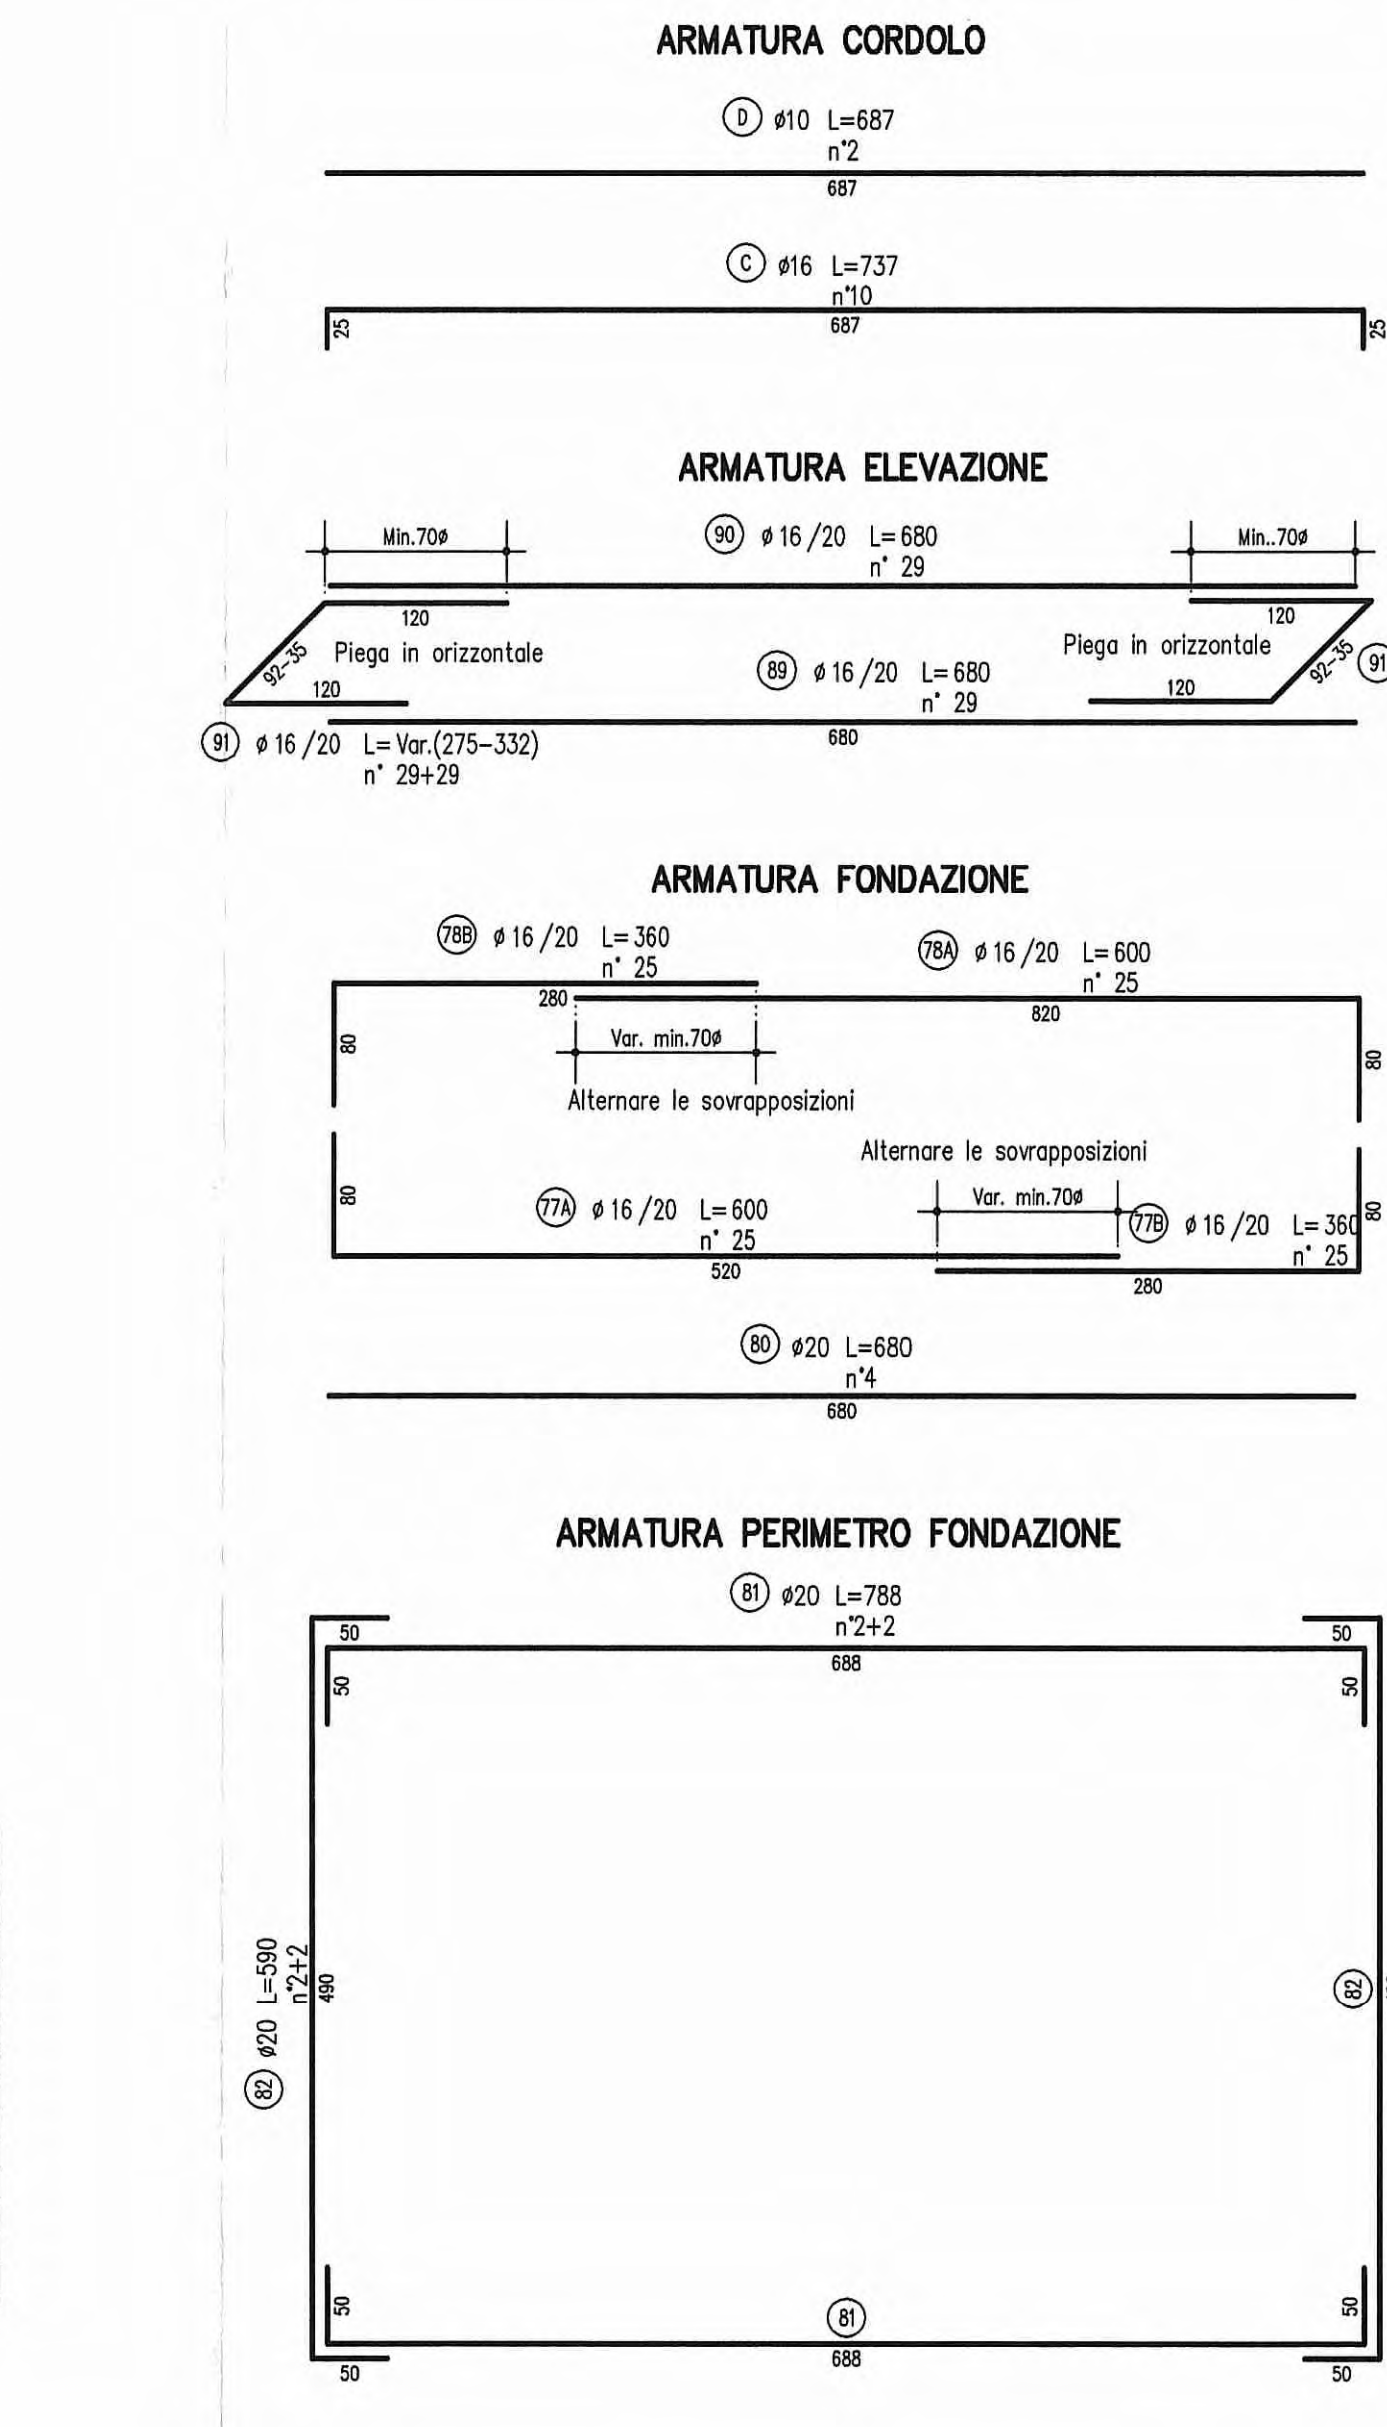 ARMATURA CORDOLO
D ø10 L=687
n°2
687
C ø16 L=737
n°10
687
25
25
ARMATURA ELEVAZIONE
Min.70ø
90 ø 16 /20 L= 680
n° 29
Min..70ø
120
120
92-35
Piega in orizzontale
Piega in orizzontale
92-35
91
120
89 ø 16 /20 L= 680
n° 29
120
680
91 ø 16 /20 L= Var.(275-332)
n° 29+29
ARMATURA FONDAZIONE
78B ø 16 /20 L= 360
n° 25
78A ø 16 /20 L= 600
n° 25
280
820
80
Var. min.70ø
80
Alternare le sovrapposizioni
Alternare le sovrapposizioni
80
77A ø 16 /20 L= 600
n° 25
Var. min.70ø
77B ø 16 /20 L= 360
n° 25
80
520
280
80 ø20 L=680
n°4
680
ARMATURA PERIMETRO FONDAZIONE
81 ø20 L=788
n°2+2
50
50
688
50
50
82 ø20 L=590
n°2+2
490
82
50
50
81
688
50
50